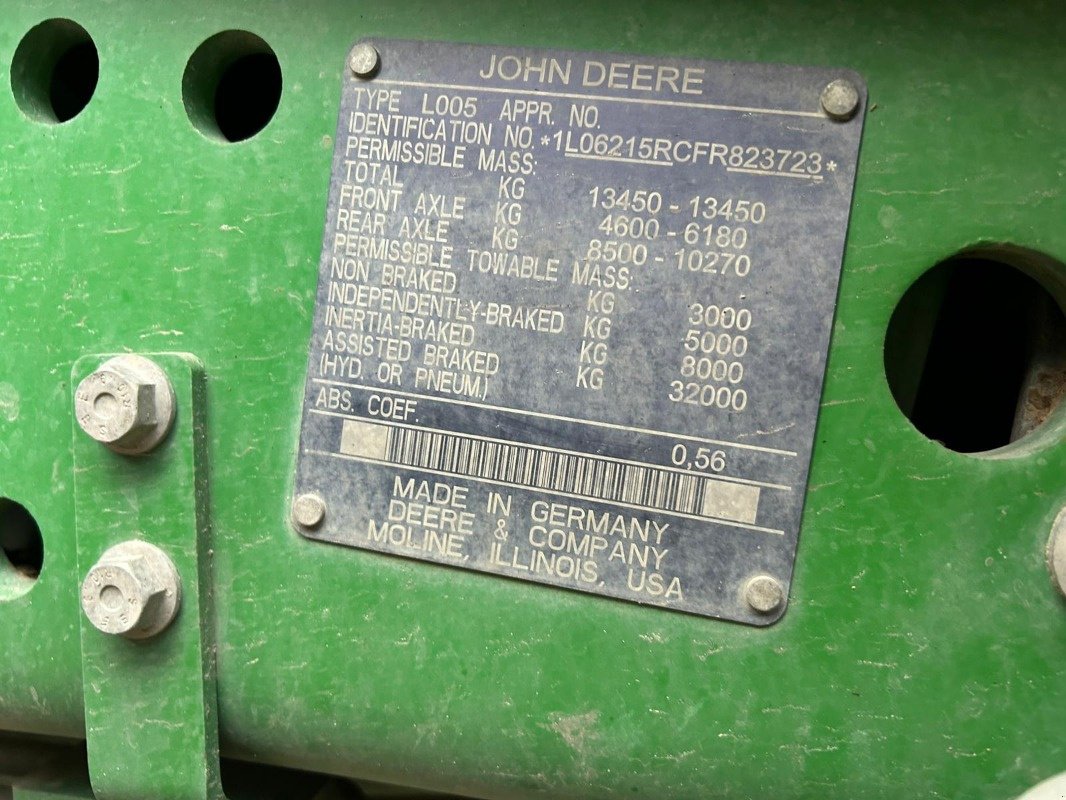 JOHN DEERE
TYPE L005 APPR. NO.
IDENTIFICATION NO. *1L06215RCFR823723*
PERMISSIBLE MASS:
TOTAL KG 13450 - 13450
FRONT AXLE KG 4600 - 6180
REAR AXLE KG 8500 - 10270
PERMISSIBLE TOWABLE MASS:
NON BRAKED KG 3000
INDEPENDENTLY-BRAKED KG 5000
INERTIA-BRAKED KG 8000
ASSISTED BRAKED KG 32000
(HYD. OR PNEUM.)
ABS. COEF. 0,56
MADE IN GERMANY
DEERE & COMPANY
MOLINE, ILLINOIS, USA